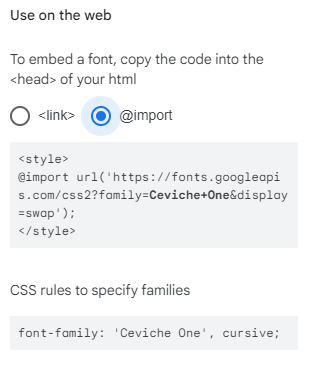 Use on the web
To embed a font, copy the code into the
<head> of your html
<link>
@import
<style>
@import url('https://fonts.googleapi
s.com/css2?family=Ceviche+One&display
=swap');
</style>
CSS rules to specify families
font-family: 'Ceviche One', cursive;